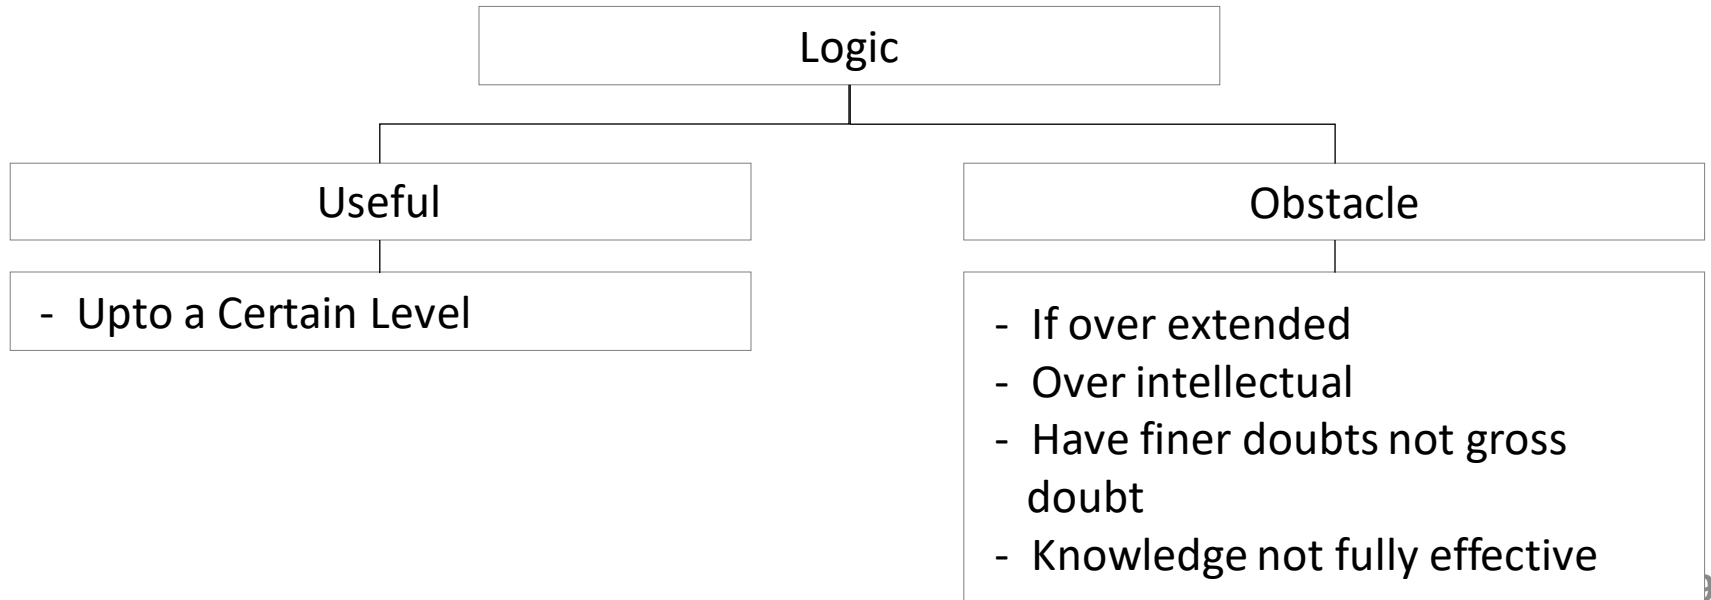 Logic
Useful
Obstacle
- Upto a Certain Level
- If over extended
- Over intellectual
- Have finer doubts not gross
doubt
- Knowledge not fully effective